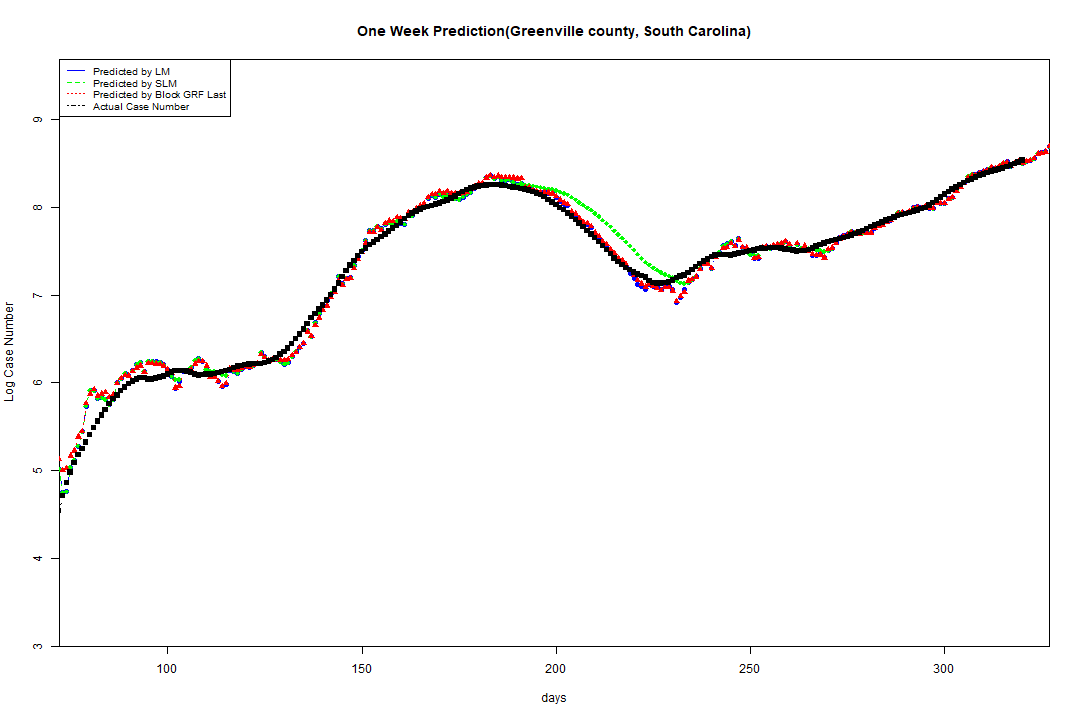 One Week Prediction(Greenville county, South Carolina)
Predicted by LM
Predicted by SLM
Predicted by Block GRF Last
Actual Case Number
9
8
7
6
5
4
3
Log Case Number
100 150 200 250 300
days